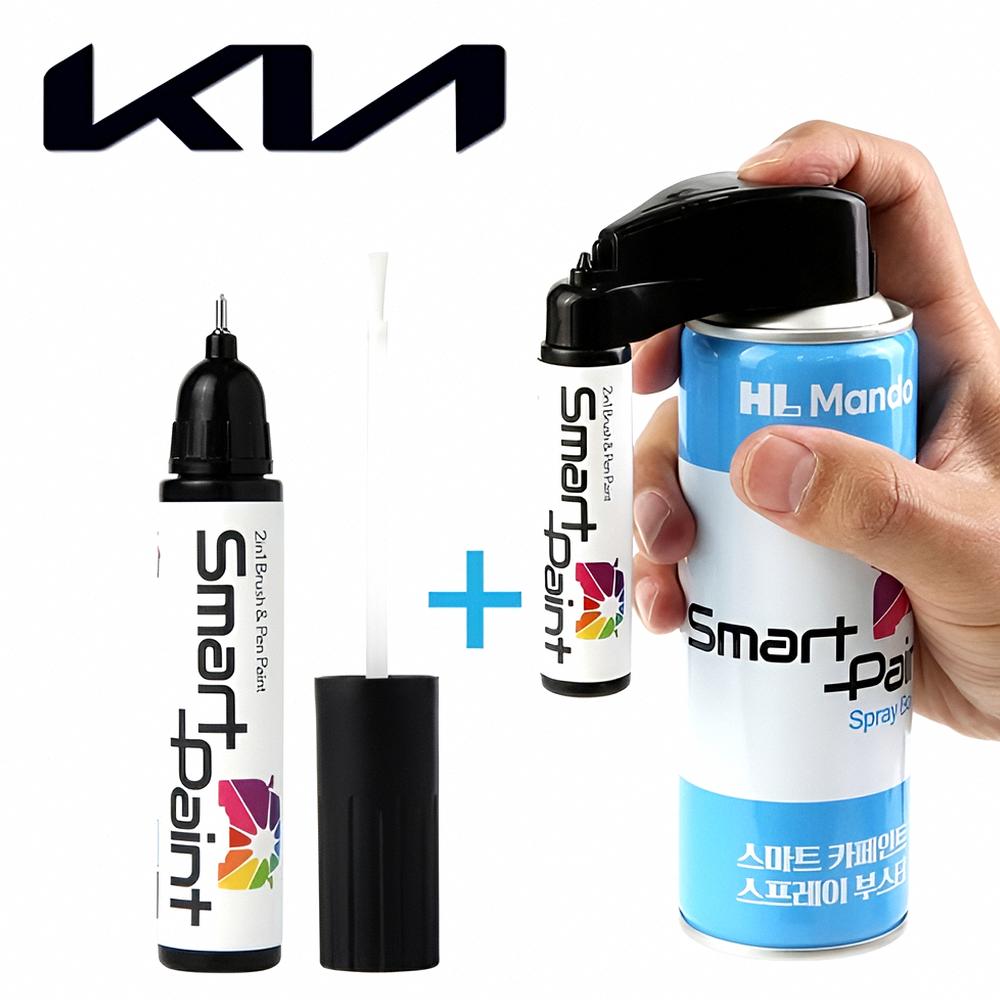 KIA
2in1 Brush & Pen Paint
Smart
Paint
+
2in1 Brush & Pen Paint
Smart
Paint
HL Mando
Smart
Pai
Spray Bo
스마트 카페인트
스프레이 부스터